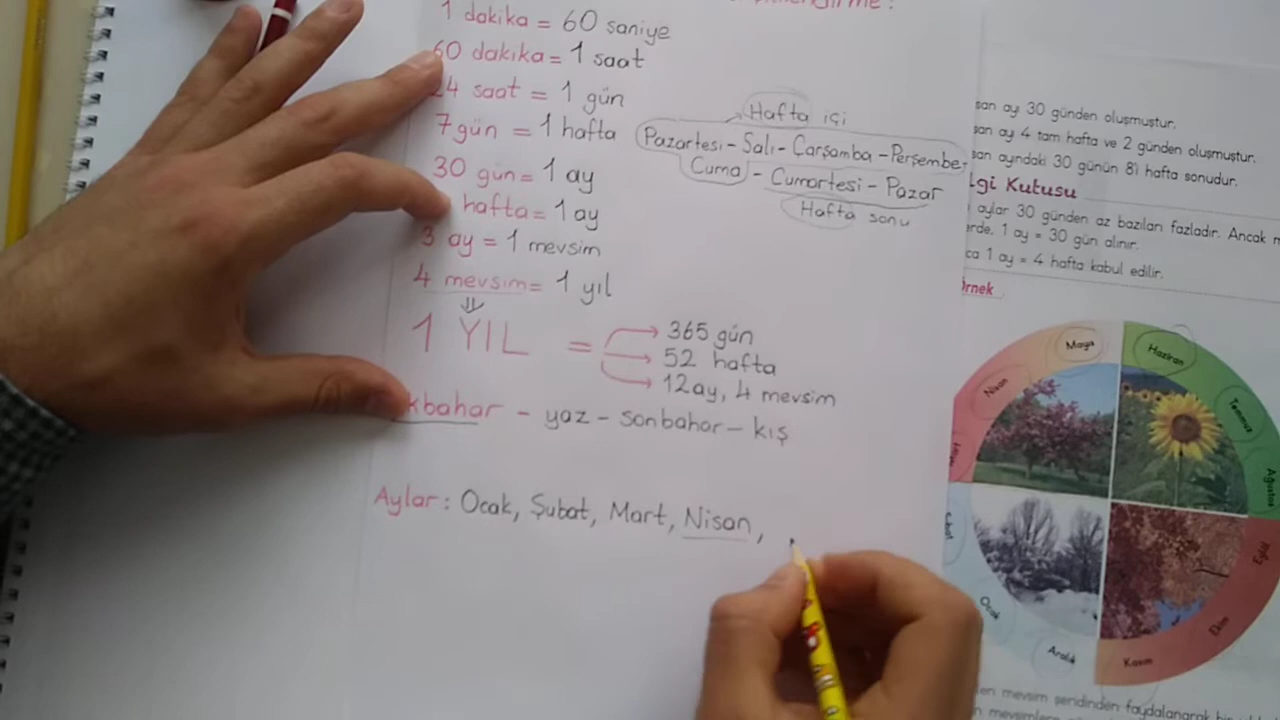 1 dakika = 60 saniye
60 dakika = 1 saat
24 saat = 1 gün
7 gün = 1 hafta
30 gün = 1 ay
hafta = 1 ay
3 ay = 1 mevsim
4 mevsim = 1 yıl
1 YIL =
365 gün
52 hafta
12 ay, 4 mevsim
kbahar - yaz - sonbahar - kış
Aylar: Ocak, Şubat, Mart, Nisan,
Hafta içi
Pazartesi - Salı - Çarşamba - Perşembe
Cuma - Cumartesi - Pazar
Hafta sonu
san ayı 30 günden oluşmuştur.
san ay 4 tam hafta ve 2 günden oluşmuştur.
san ayındaki 30 günün 8'i hafta sonudur.
lgi Kutusu
aylar 30 günden az bazıları fazladır. Ancak
erde, 1 ay = 30 gün alınır.
ca 1 ay = 4 hafta kabul edilir.
Örnek
Mayıs
Haziran
Nisan
Temmuz
Mart
Ağustos
Şubat
Eylül
Ocak
Ekim
Aralık
Kasım
mevsim şeridinden faydalanarak